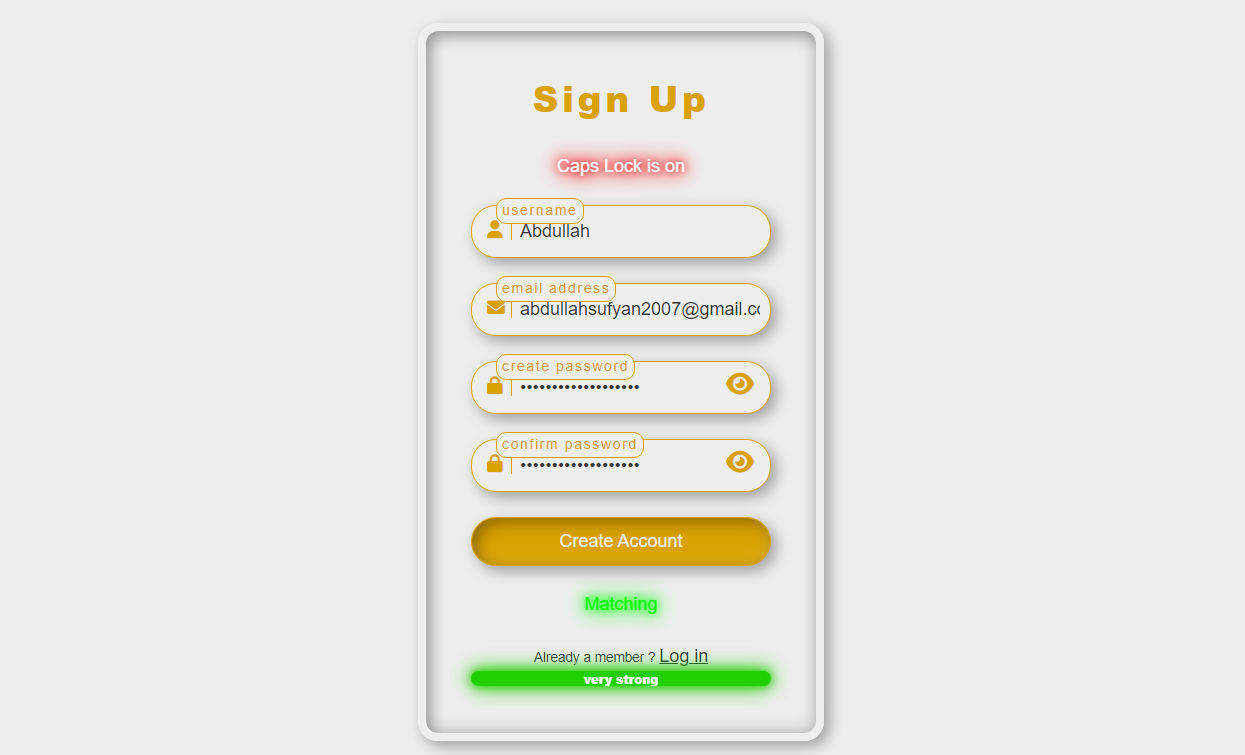 Sign Up
Caps Lock is on
username
Abdullah
email address
abdullahsufyan2007@gmail.co
create password
•••••••••••••••••••
confirm password
•••••••••••••••••••
Create Account
Matching
Already a member ? Log in
very strong